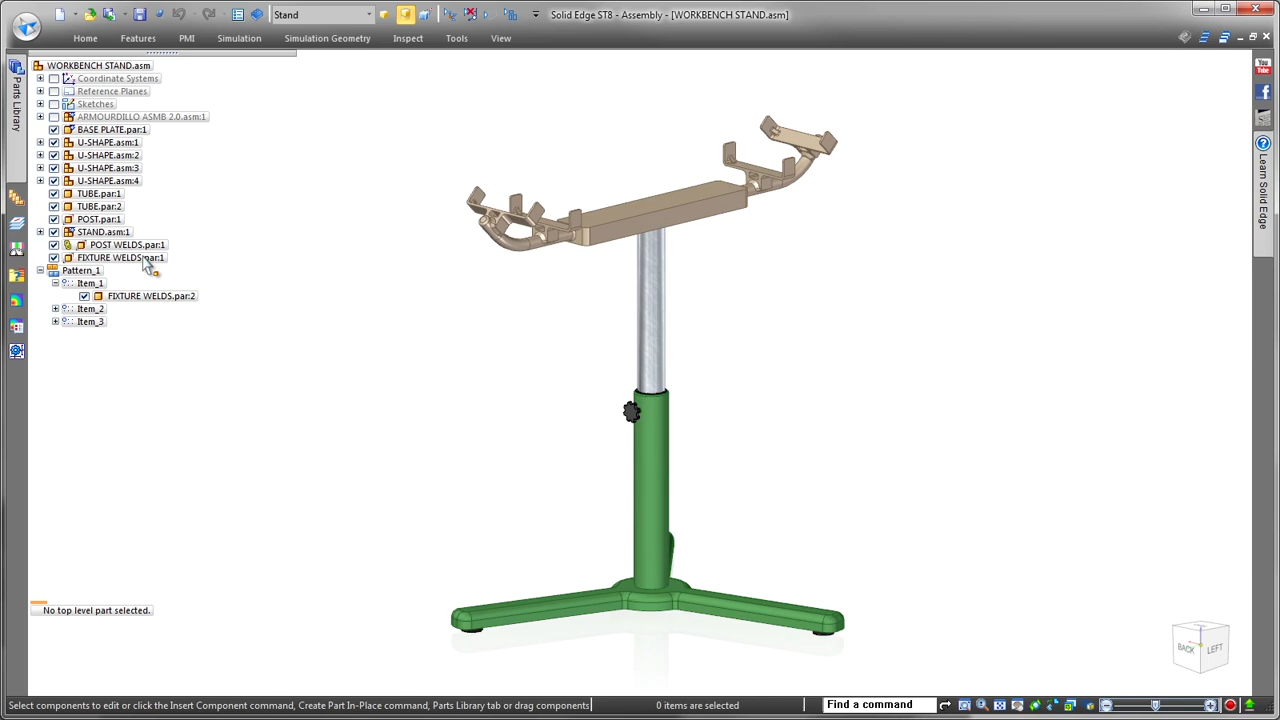 Stand
Solid Edge ST8 - Assembly - [WORKBENCH STAND.asm]
Home Features PMI Simulation Simulation Geometry Inspect Tools View
Parts Library
WORKBENCH STAND.asm
Coordinate Systems
Reference Planes
Sketches
ARMOURDILLO ASMB 2.0.asm:1
BASE PLATE.par:1
U-SHAPE.asm:1
U-SHAPE.asm:2
U-SHAPE.asm:3
U-SHAPE.asm:4
TUBE.par:1
TUBE.par:2
POST.par:1
STAND.asm:1
POST WELDS.par:1
FIXTURE WELDS.par:1
Pattern_1
Item_1
FIXTURE WELDS.par:2
Item_2
Item_3
No top level part selected.
You
Tube
Learn Solid Edge
BACK LEFT
Select components to edit or click the Insert Component command, Create Part In-Place command, Parts Library tab or drag components
0 items are selected
Find a command